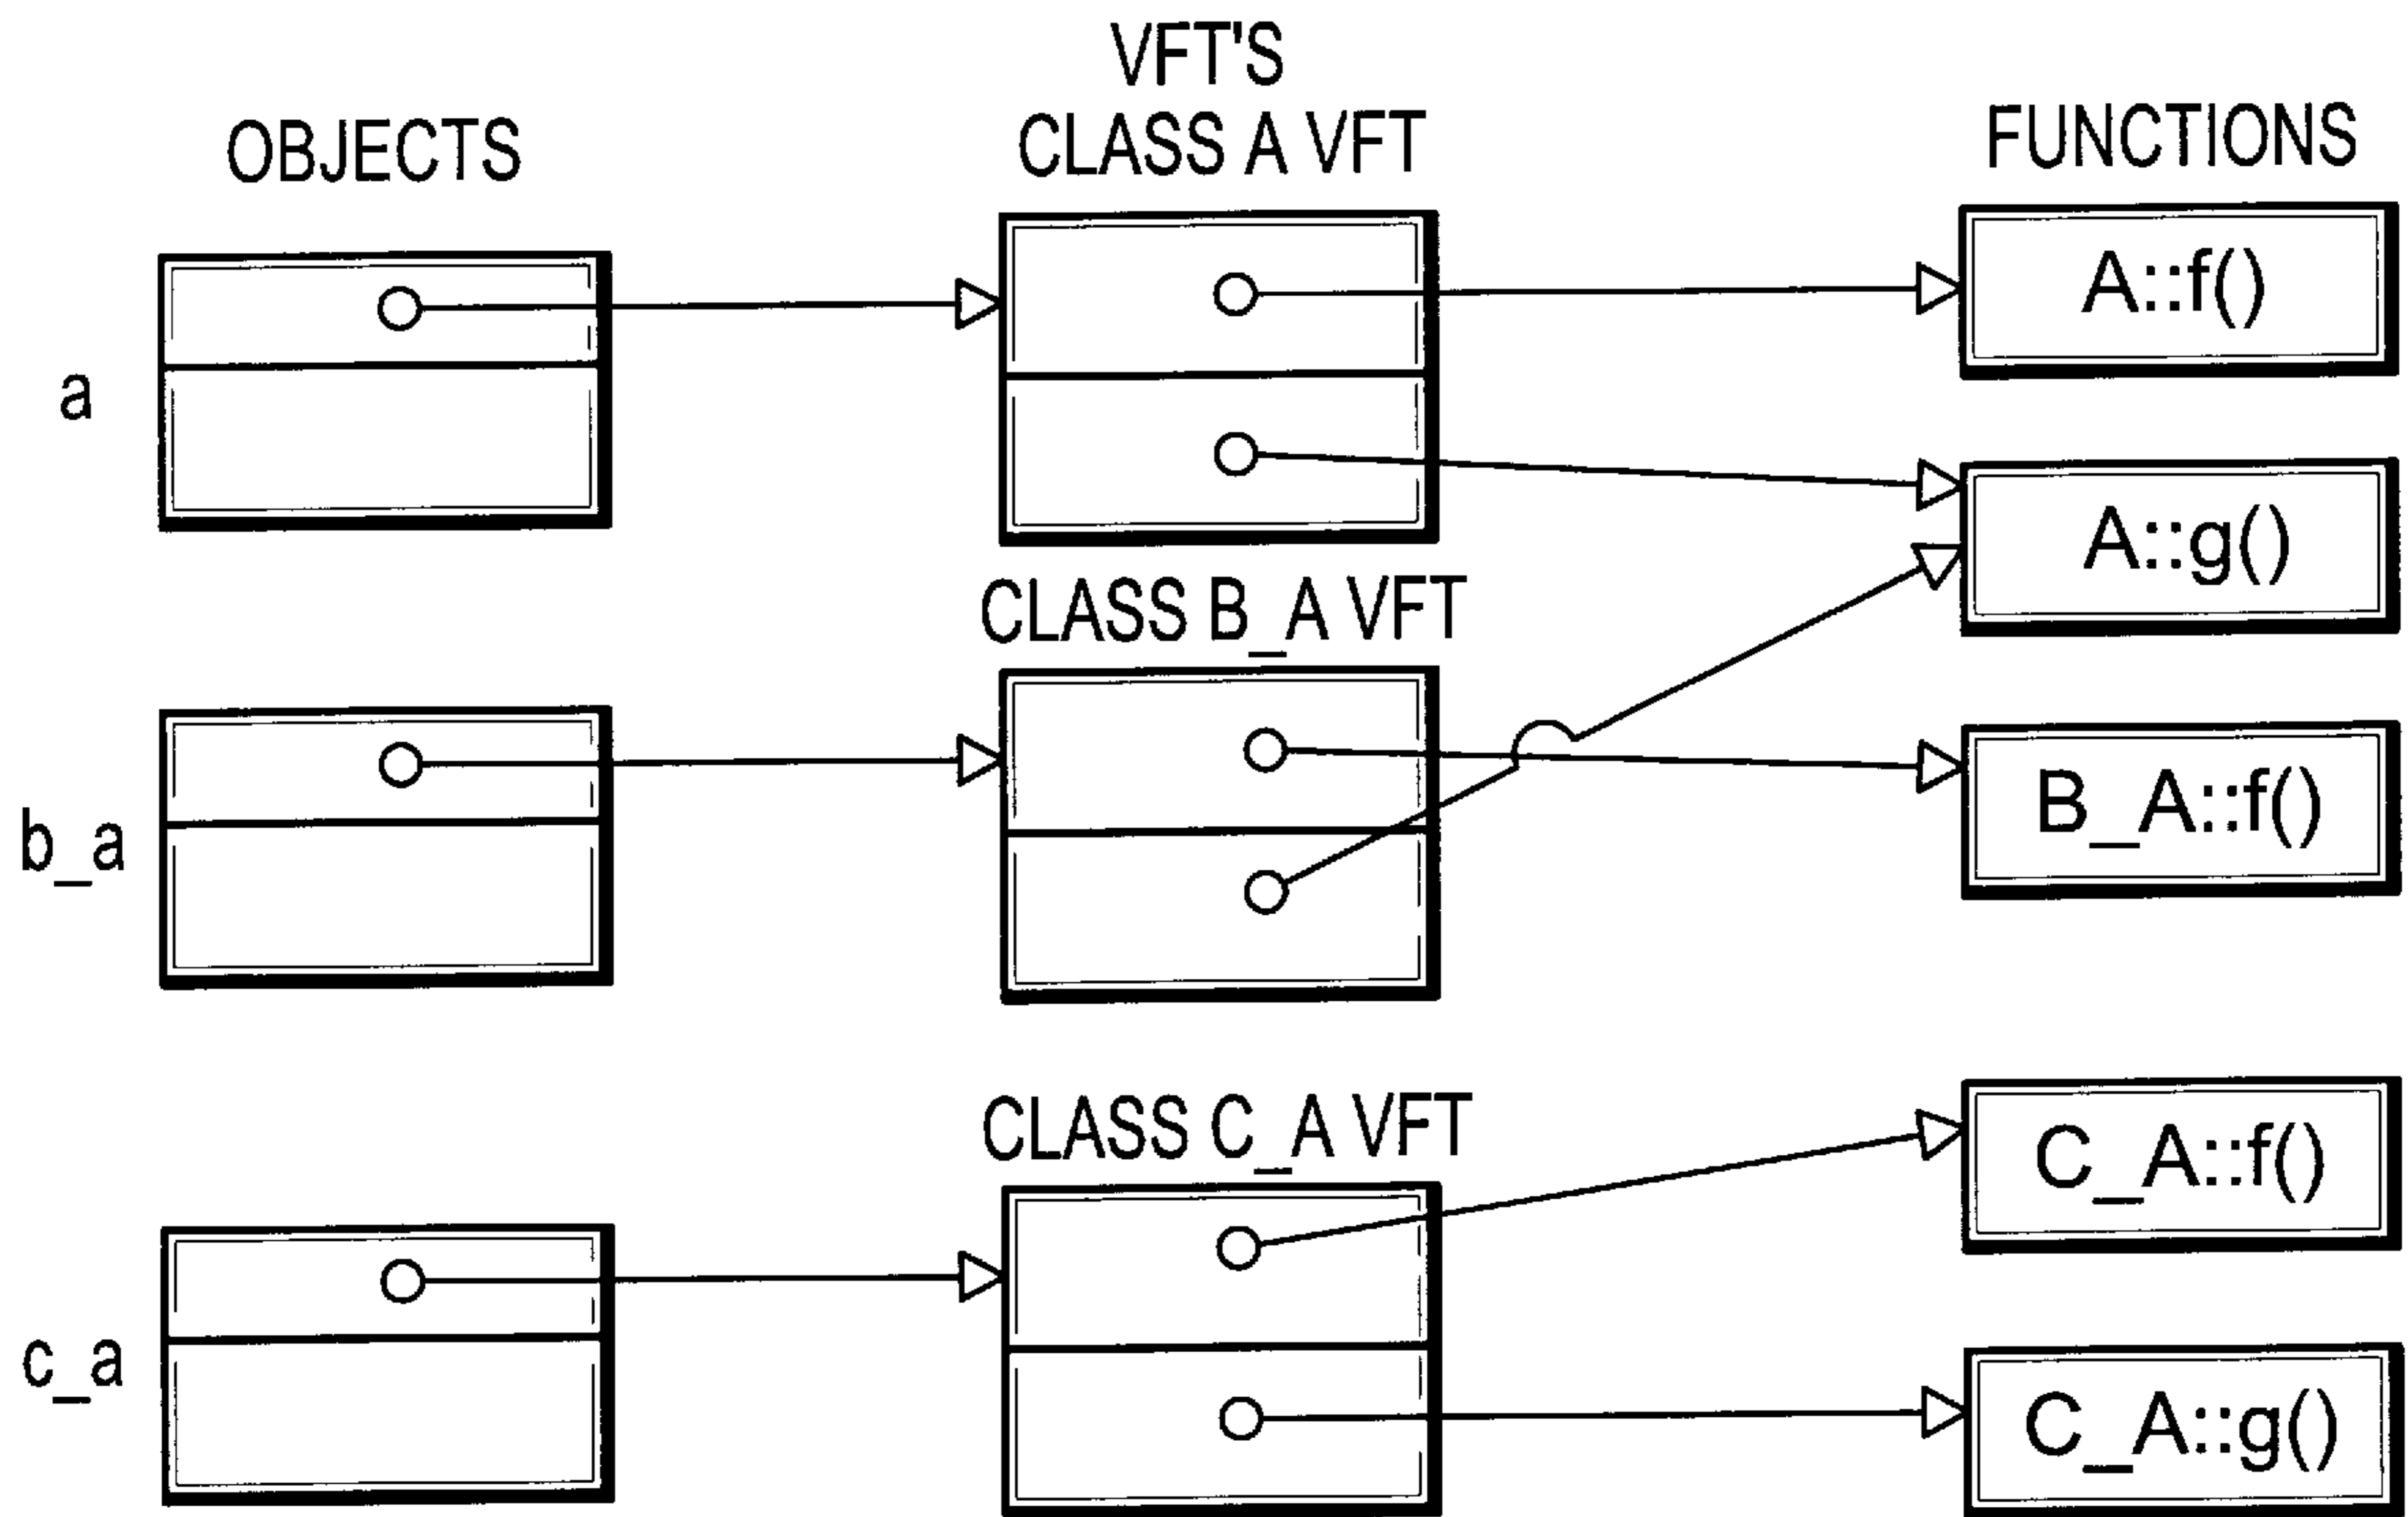 VFT'S
OBJECTS
CLASS A VFT
FUNCTIONS
a
A::f()
A::g()
CLASS B_A VFT
b_a
B_A::f()
CLASS C_A VFT
c_a
C_A::f()
C_A::g()